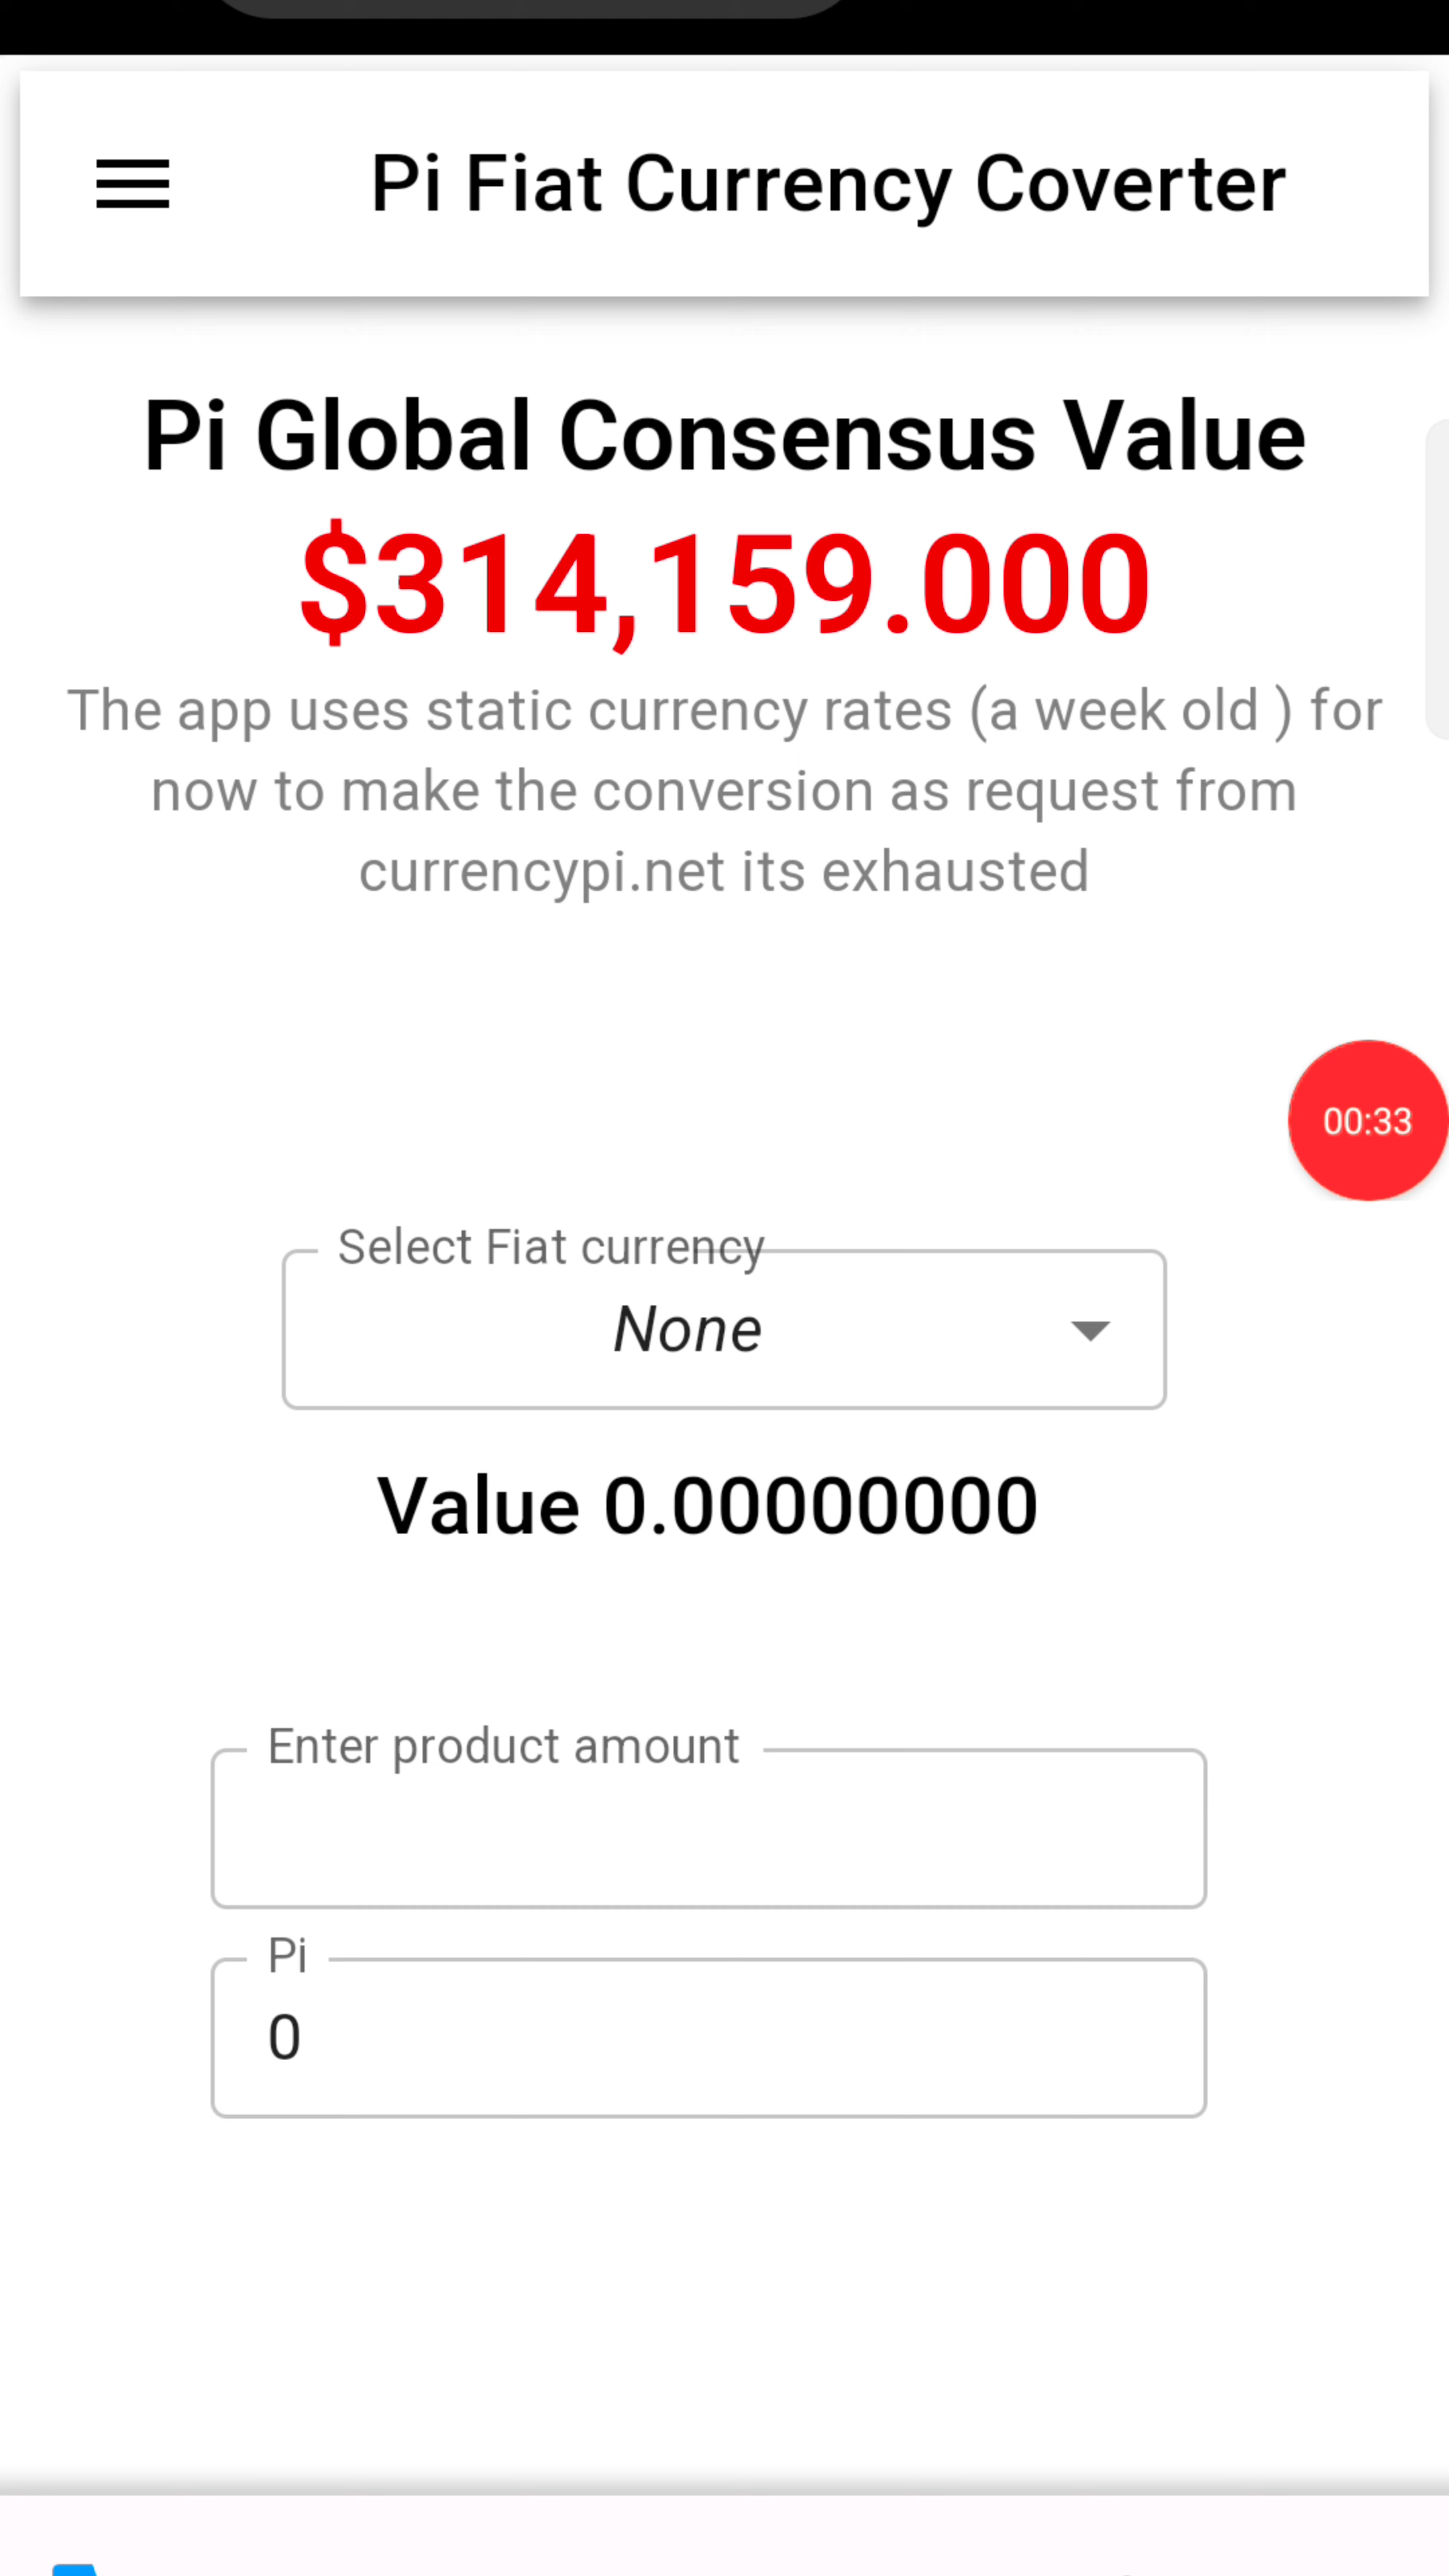 Pi Fiat Currency Coverter
Pi Global Consensus Value
$314,159.000
The app uses static currency rates (a week old ) for
now to make the conversion as request from
currencypi.net its exhausted
00:33
Select Fiat currency
None
Value 0.00000000
Enter product amount
Pi
0